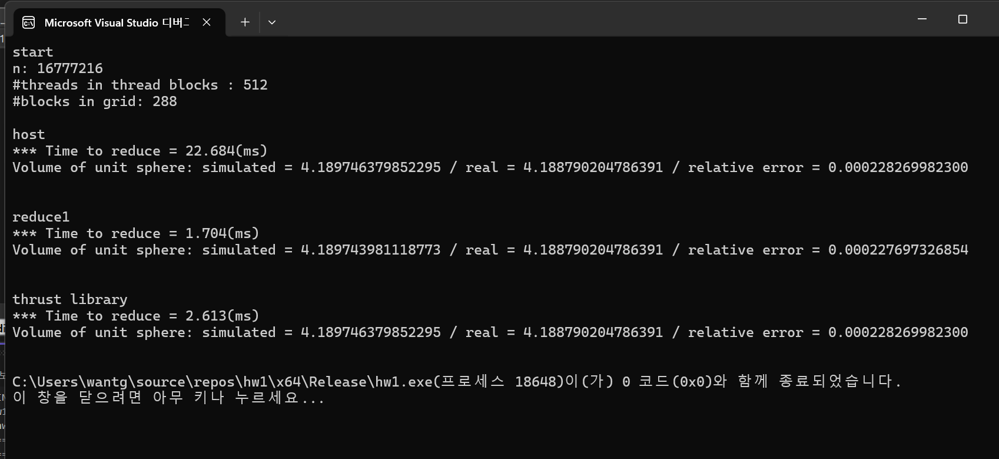 Microsoft Visual Studio 디버그
start
n: 16777216
#threads in thread blocks : 512
#blocks in grid: 288
host
*** Time to reduce = 22.684(ms)
Volume of unit sphere: simulated = 4.189746379852295 / real = 4.188790204786391 / relative error = 0.000228269982300
reduce1
*** Time to reduce = 1.704(ms)
Volume of unit sphere: simulated = 4.189743981118773 / real = 4.188790204786391 / relative error = 0.000227697326854
thrust library
*** Time to reduce = 2.613(ms)
Volume of unit sphere: simulated = 4.189746379852295 / real = 4.188790204786391 / relative error = 0.000228269982300
C:\Users\wantg\source\repos\hw1\x64\Release\hw1.exe(프로세스 18648)이(가) 0 코드(0x0)와 함께 종료되었습니다.
이 창을 닫으려면 아무 키나 누르세요...